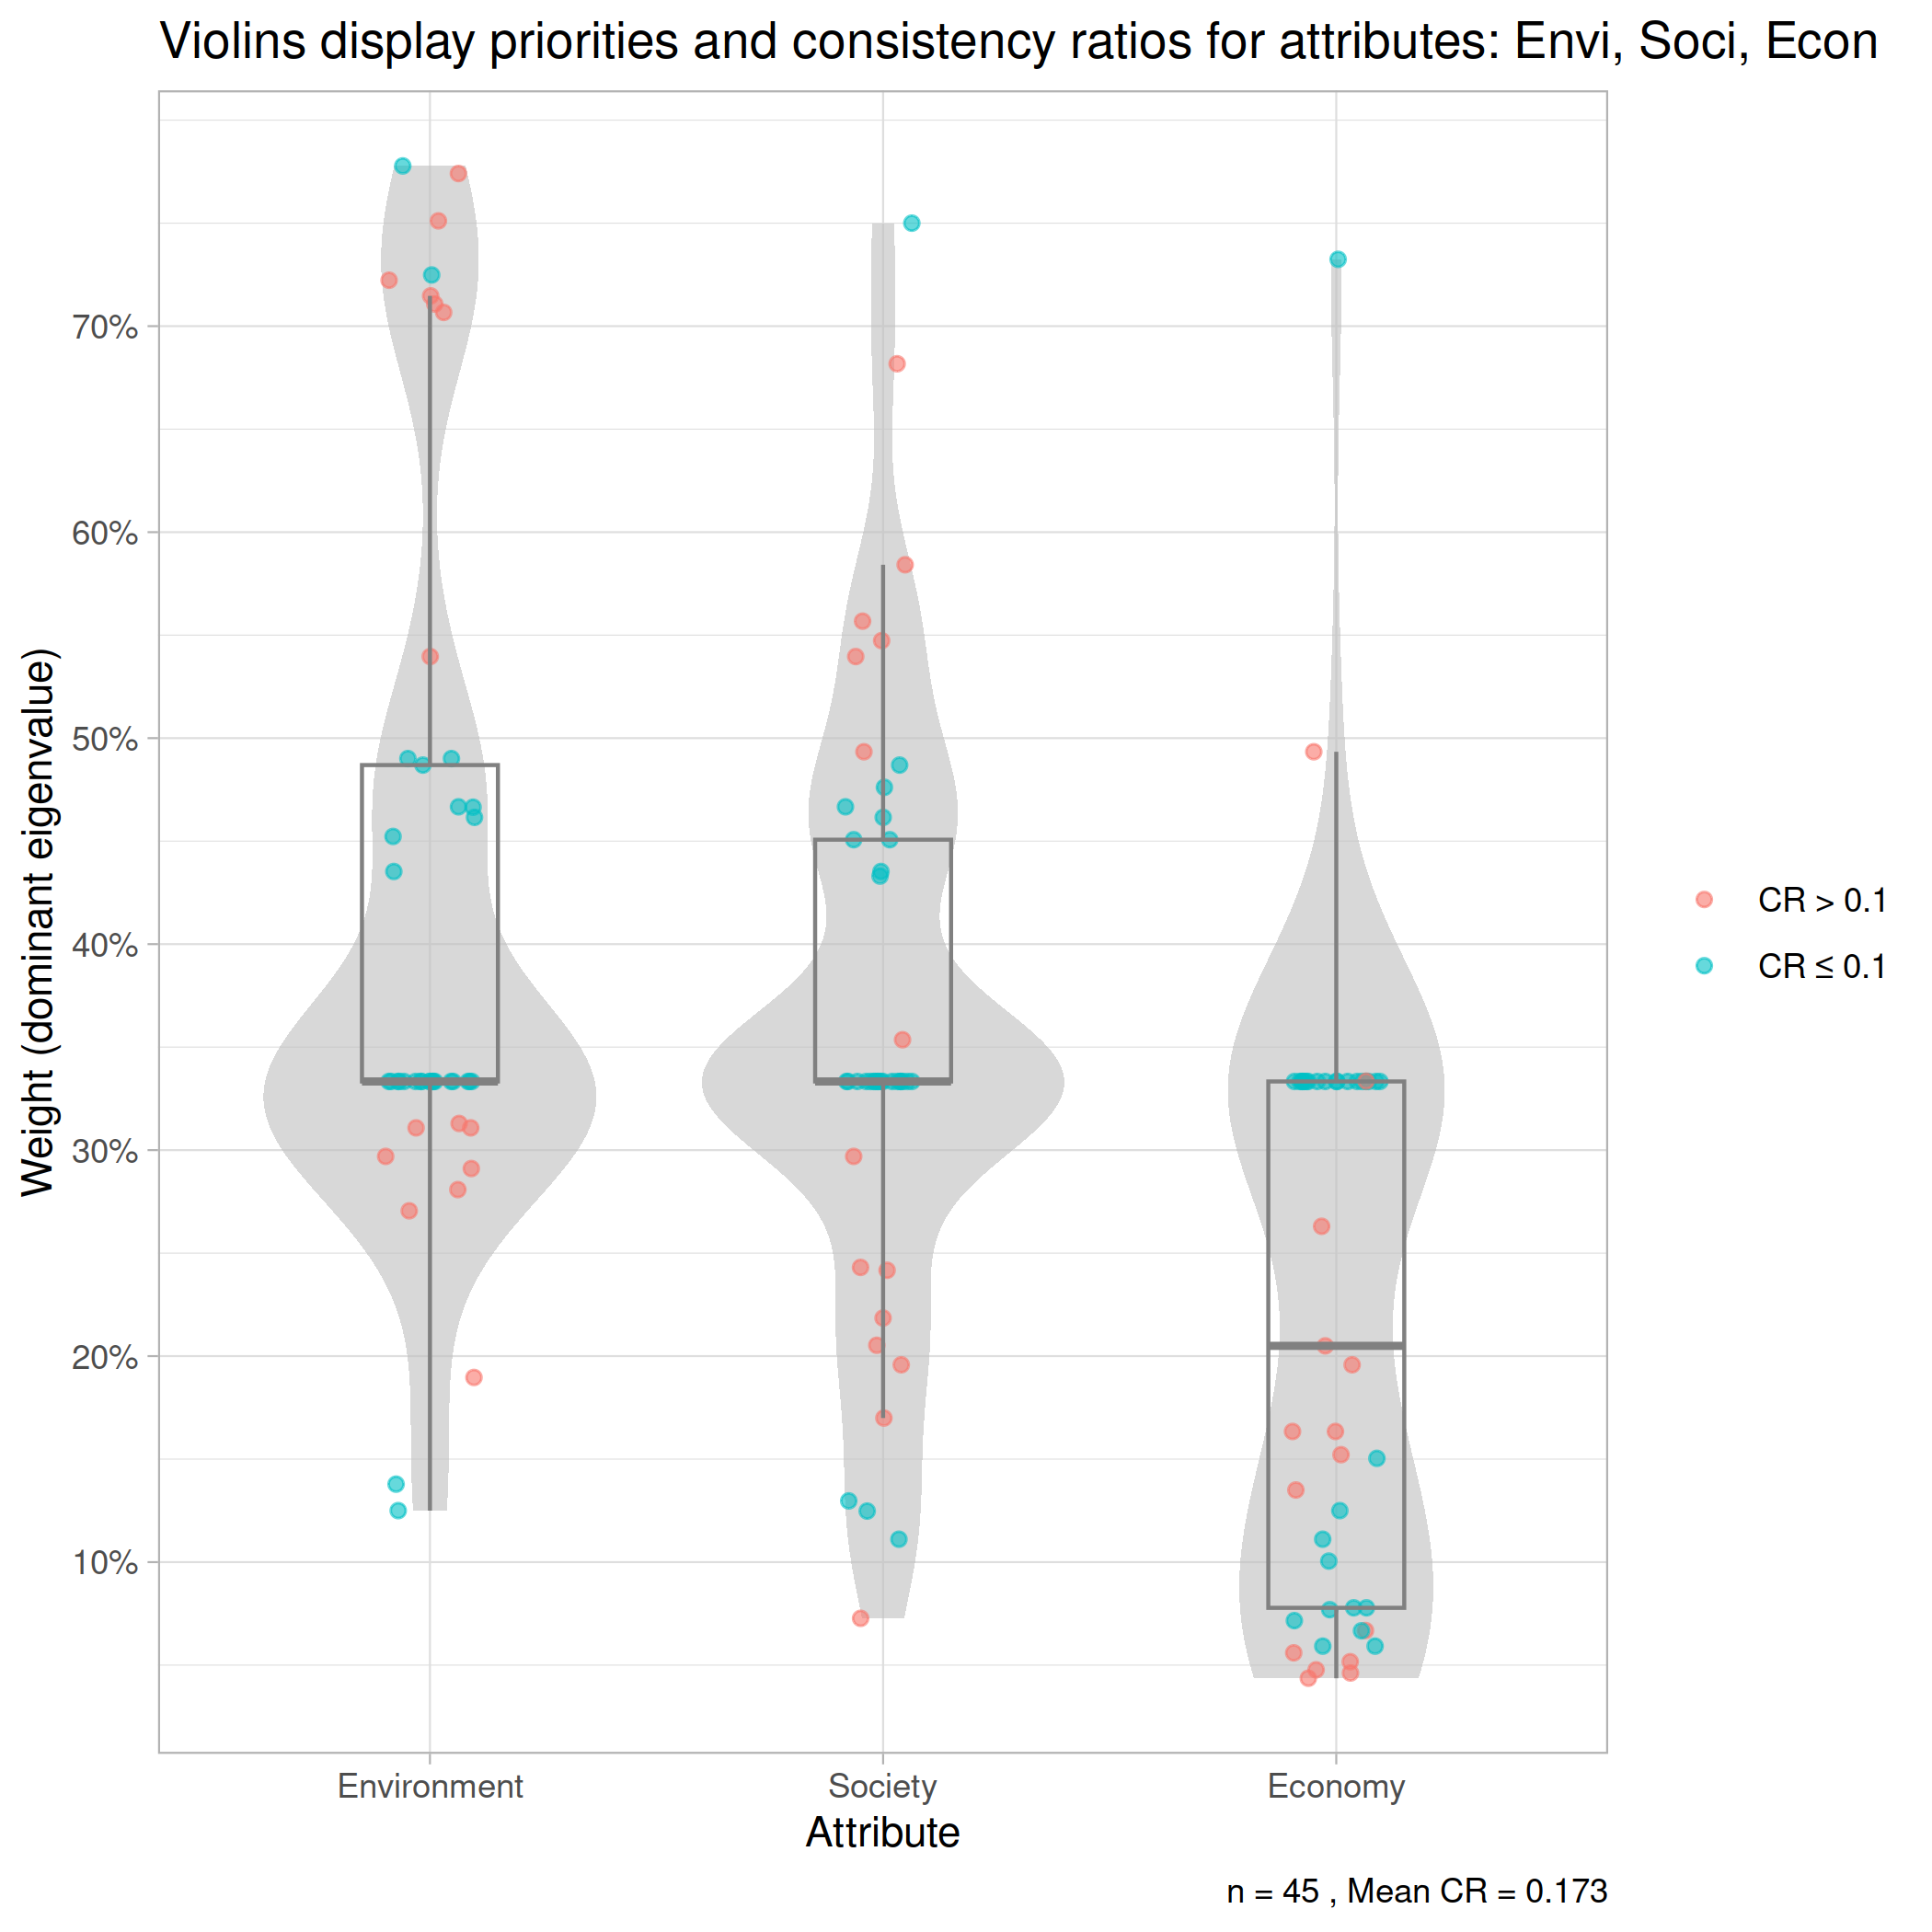 Violins display priorities and consistency ratios for attributes: Envi, Soci, Econ
Weight (dominant eigenvalue)
70%
60%
50%
40%
30%
20%
10%
CR > 0.1
CR ≤ 0.1
Environment
Society
Economy
Attribute
n = 45 , Mean CR = 0.173